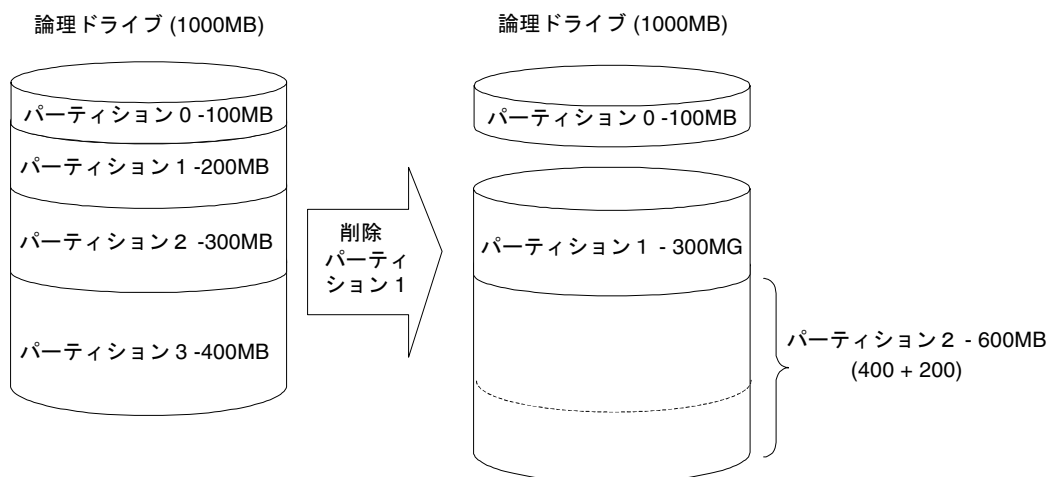 論理ドライブ (1000MB)
パーティション 0 -100MB
パーティション 1 -200MB
パーティション 2 -300MB
パーティション 3 -400MB
削除
パーティ
ション 1
論理ドライブ (1000MB)
パーティション 0 -100MB
パーティション 1 - 300MG
パーティション 2 - 600MB
(400 + 200)